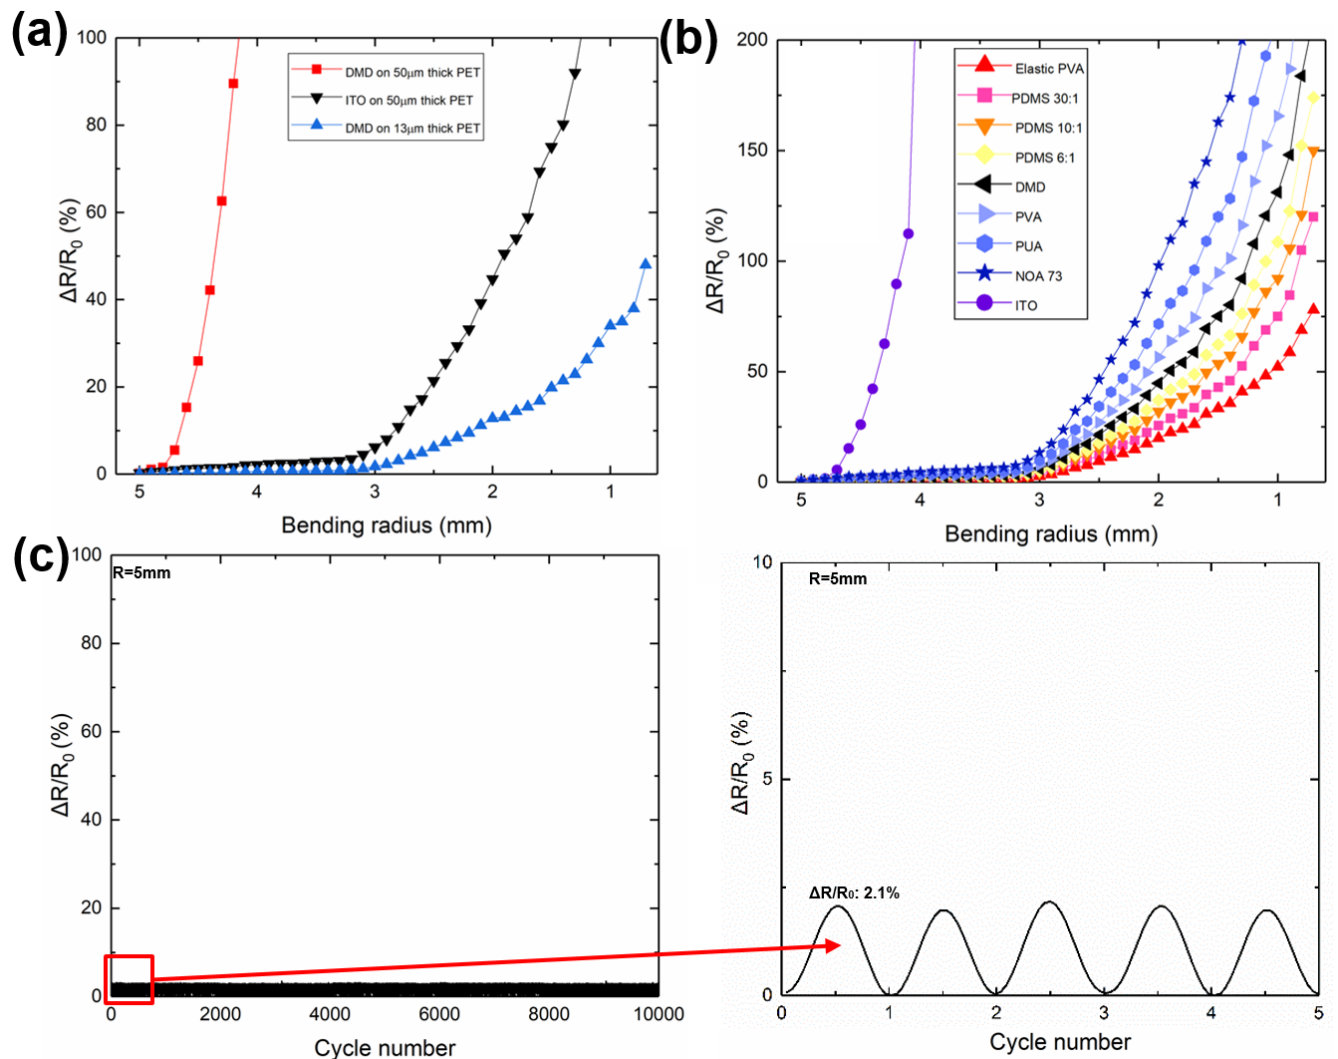 (a)
100
80
60
40
20
0
ΔR/R0 (%)
DMD on 50μm thick PET
ITO on 50μm thick PET
DMD on 13μm thick PET
5 4 3 2 1
Bending radius (mm)
(b)
200
150
100
50
0
ΔR/R0 (%)
Elastic PVA
PDMS 30:1
PDMS 10:1
PDMS 6:1
DMD
PVA
PUA
NOA 73
ITO
5 4 3 2 1
Bending radius (mm)
(c)
100
80
60
40
20
0
ΔR/R0 (%)
R=5mm
0 2000 4000 6000 8000 10000
Cycle number
10
5
0
ΔR/R0 (%)
R=5mm
ΔR/R0: 2.1%
0 1 2 3 4 5
Cycle number